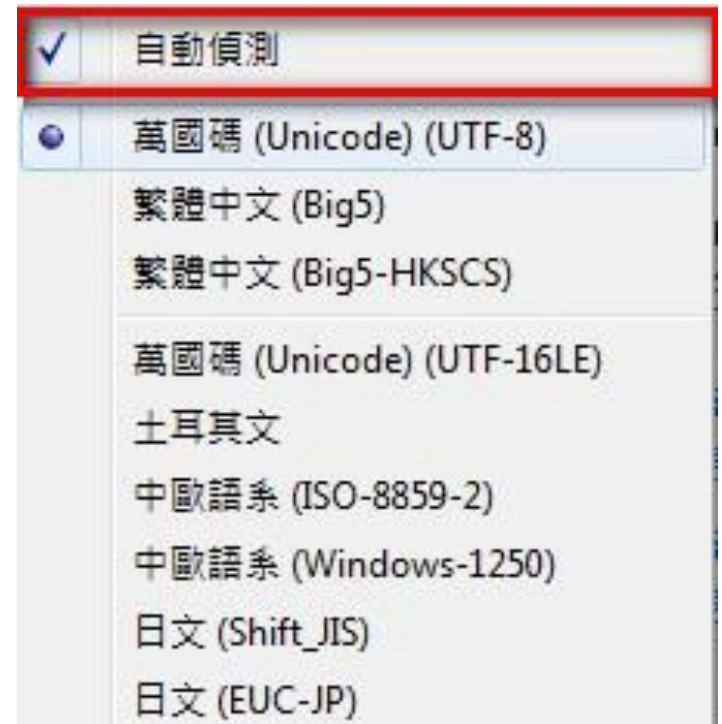 自動偵測
萬國碼 (Unicode) (UTF-8)
繁體中文 (Big5)
繁體中文 (Big5-HKSCS)
萬國碼 (Unicode) (UTF-16LE)
土耳其文
中歐語系 (ISO-8859-2)
中歐語系 (Windows-1250)
日文 (Shift_JIS)
日文 (EUC-JP)